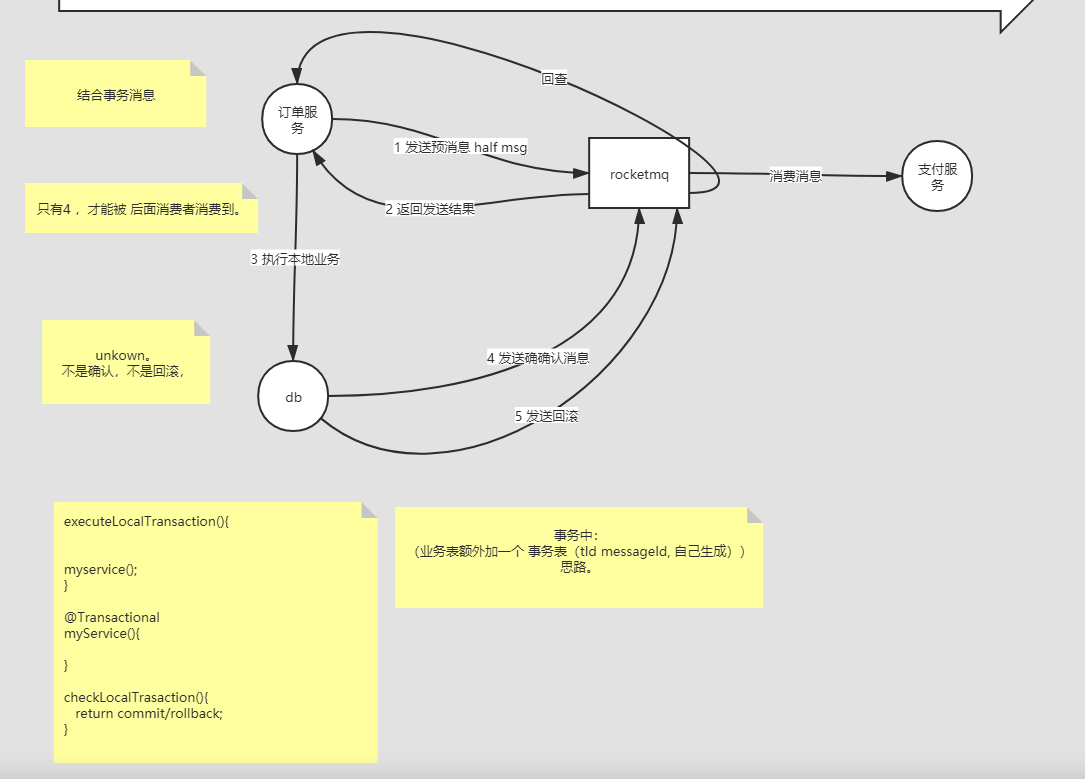 回查
结合事务消息
订单服
务
1 发送预消息 half msg
rocketmq
消费消息
支付服
务
只有4 ，才能被 后面消费者消费到。
2 返回发送结果
3 执行本地业务
unkown。
不是确认，不是回滚，
4 发送确确认消息
db
5 发送回滚
executeLocalTransaction(){
myservice();
}
@Transactional
myService(){
}
checkLocalTrasaction(){
return commit/rollback;
}
事务中：
（业务表额外加一个 事务表（tId messageId, 自己生成））
思路。